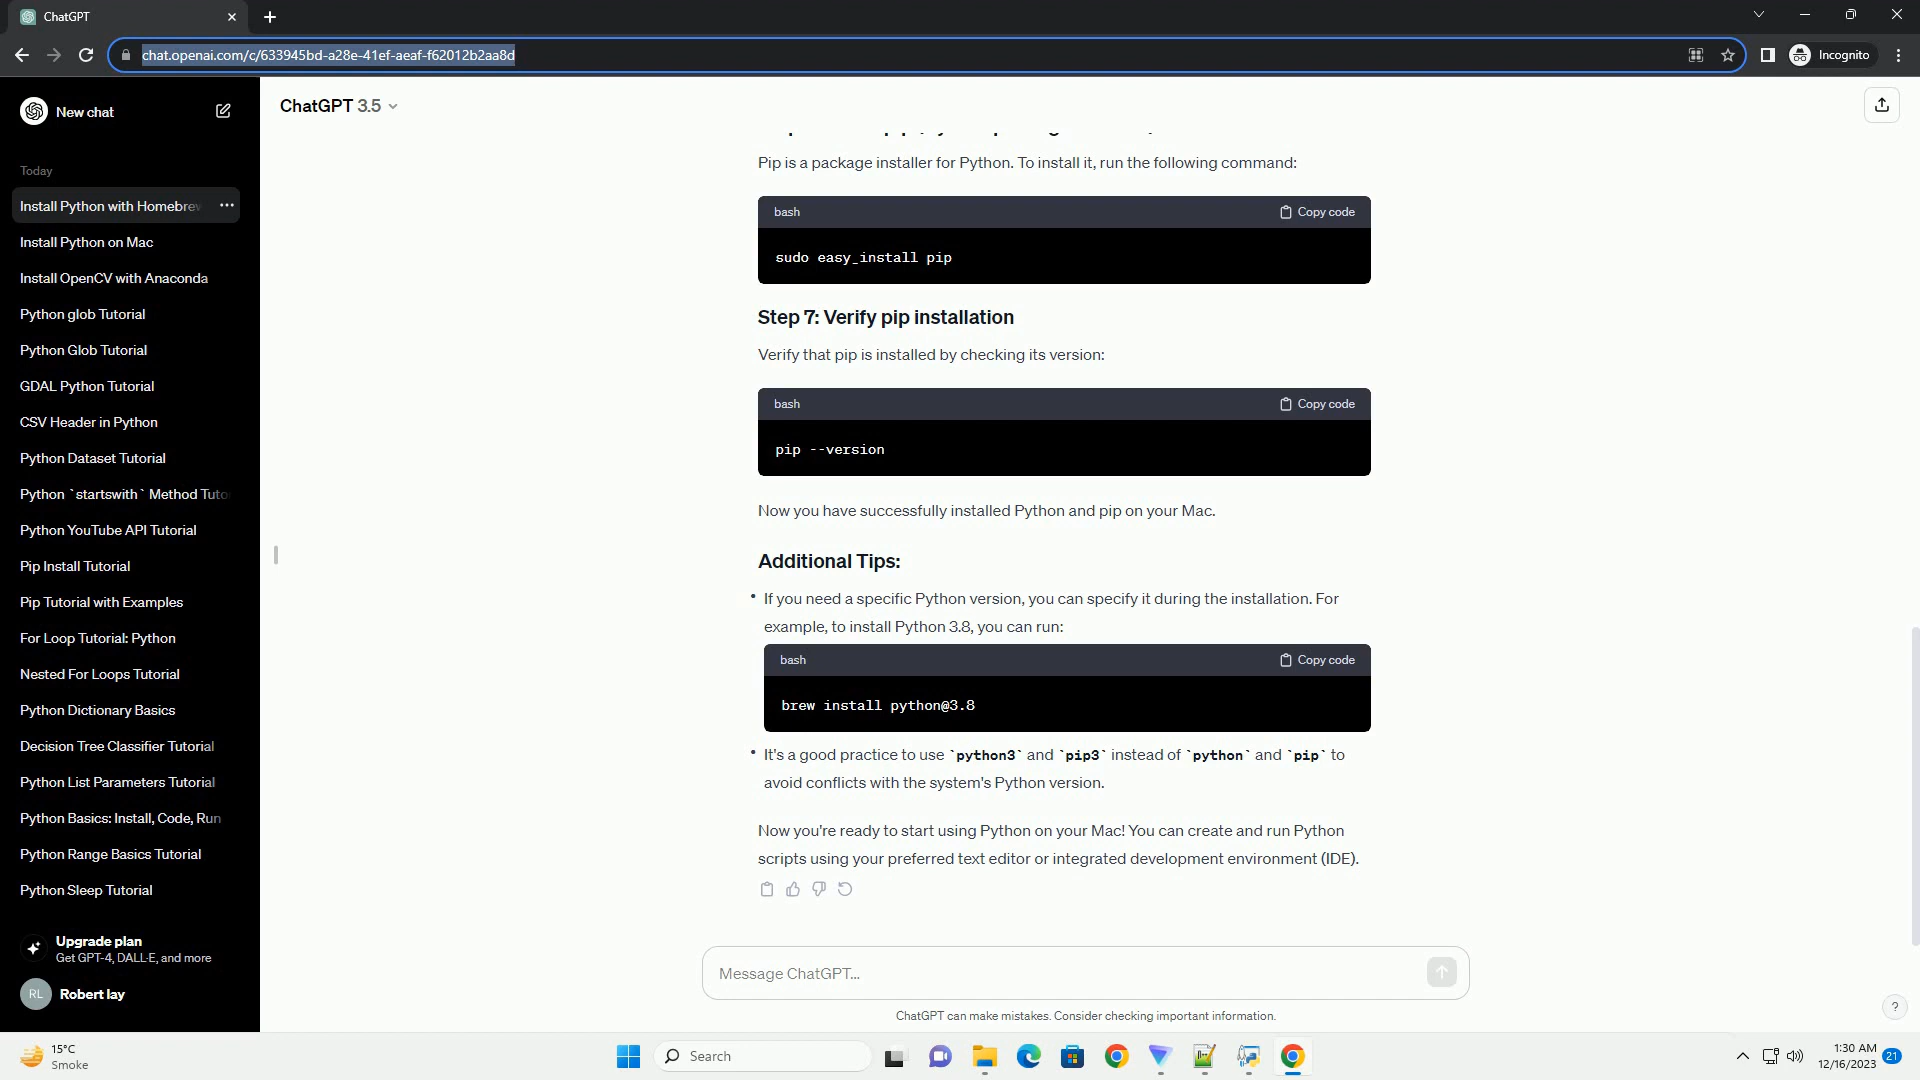 ChatGPT
chat.openai.com/c/633945bd-a28e-41ef-aeaf-f62012b2aa8d
Incognito
New chat
ChatGPT 3.5
Today
Install Python with Homebrew
Install Python on Mac
Install OpenCV with Anaconda
Python glob Tutorial
Python Glob Tutorial
GDAL Python Tutorial
CSV Header in Python
Python Dataset Tutorial
Python `startswith` Method Tuto
Python YouTube API Tutorial
Pip Install Tutorial
Pip Tutorial with Examples
For Loop Tutorial: Python
Nested For Loops Tutorial
Python Dictionary Basics
Decision Tree Classifier Tutorial
Python List Parameters Tutorial
Python Basics: Install, Code, Run
Python Range Basics Tutorial
Python Sleep Tutorial
Upgrade plan
Get GPT-4, DALL·E, and more
RL
Robert lay
Pip is a package installer for Python. To install it, run the following command:
bash
Copy code
sudo easy_install pip
Step 7: Verify pip installation
Verify that pip is installed by checking its version:
bash
Copy code
pip --version
Now you have successfully installed Python and pip on your Mac.
Additional Tips:
• If you need a specific Python version, you can specify it during the installation. For
example, to install Python 3.8, you can run:
bash
Copy code
brew install python@3.8
• It's a good practice to use `python3` and `pip3` instead of `python` and `pip` to
avoid conflicts with the system's Python version.
Now you're ready to start using Python on your Mac! You can create and run Python
scripts using your preferred text editor or integrated development environment (IDE).
Message ChatGPT...
ChatGPT can make mistakes. Consider checking important information.
?
15°C
Smoke
Search
1:30 AM
12/16/2023
21